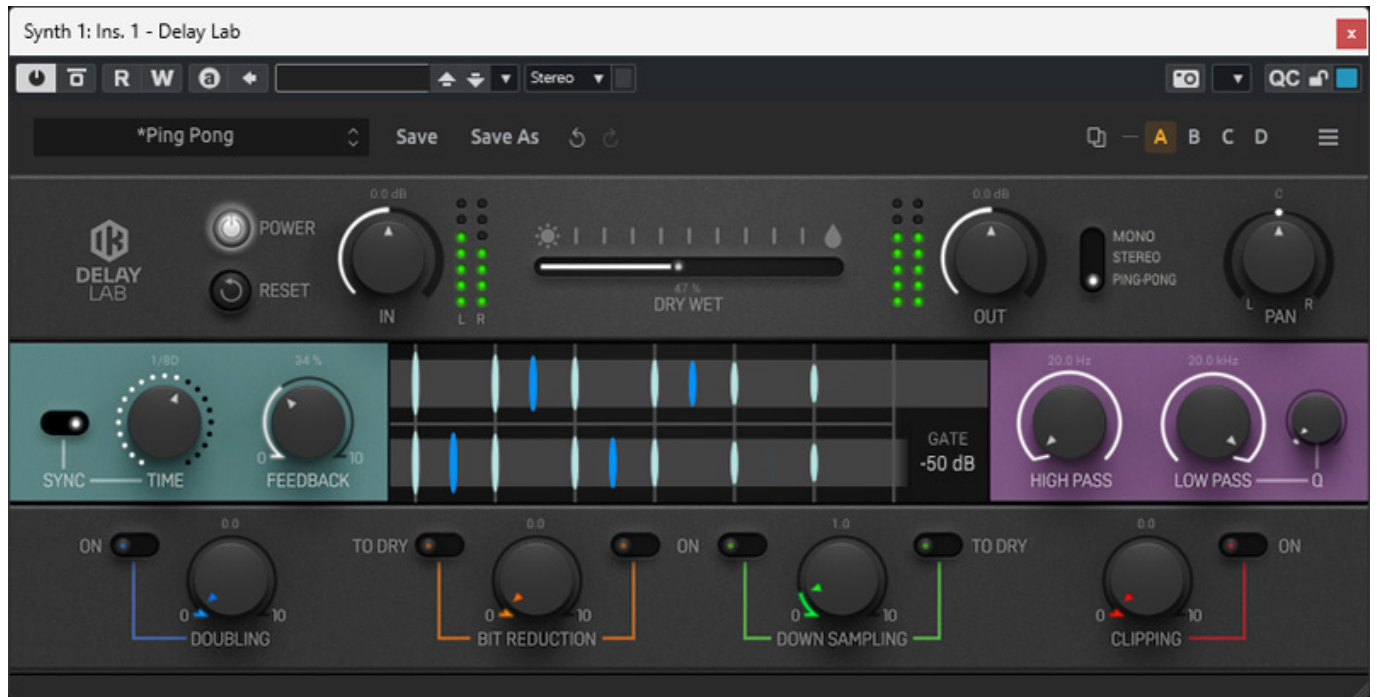 Synth 1: Ins. 1 - Delay Lab
x
R W a Stereo QC
*Ping Pong Save Save As A B C D
0.0 dB 0.0 dB C
POWER
MONO
DELAY
LAB
STEREO
RESET
PING-PONG
47 %
DRY WET
L R
IN OUT L PAN R
1/8D 34 % 20.0 Hz 20.0 kHz
GATE
-50 dB
0 10
SYNC TIME FEEDBACK HIGH PASS LOW PASS Q
0.0 0.0 1.0 0.0
ON TO DRY ON TO DRY ON
0 10 0 10 0 10 0 10
DOUBLING BIT REDUCTION DOWN SAMPLING CLIPPING